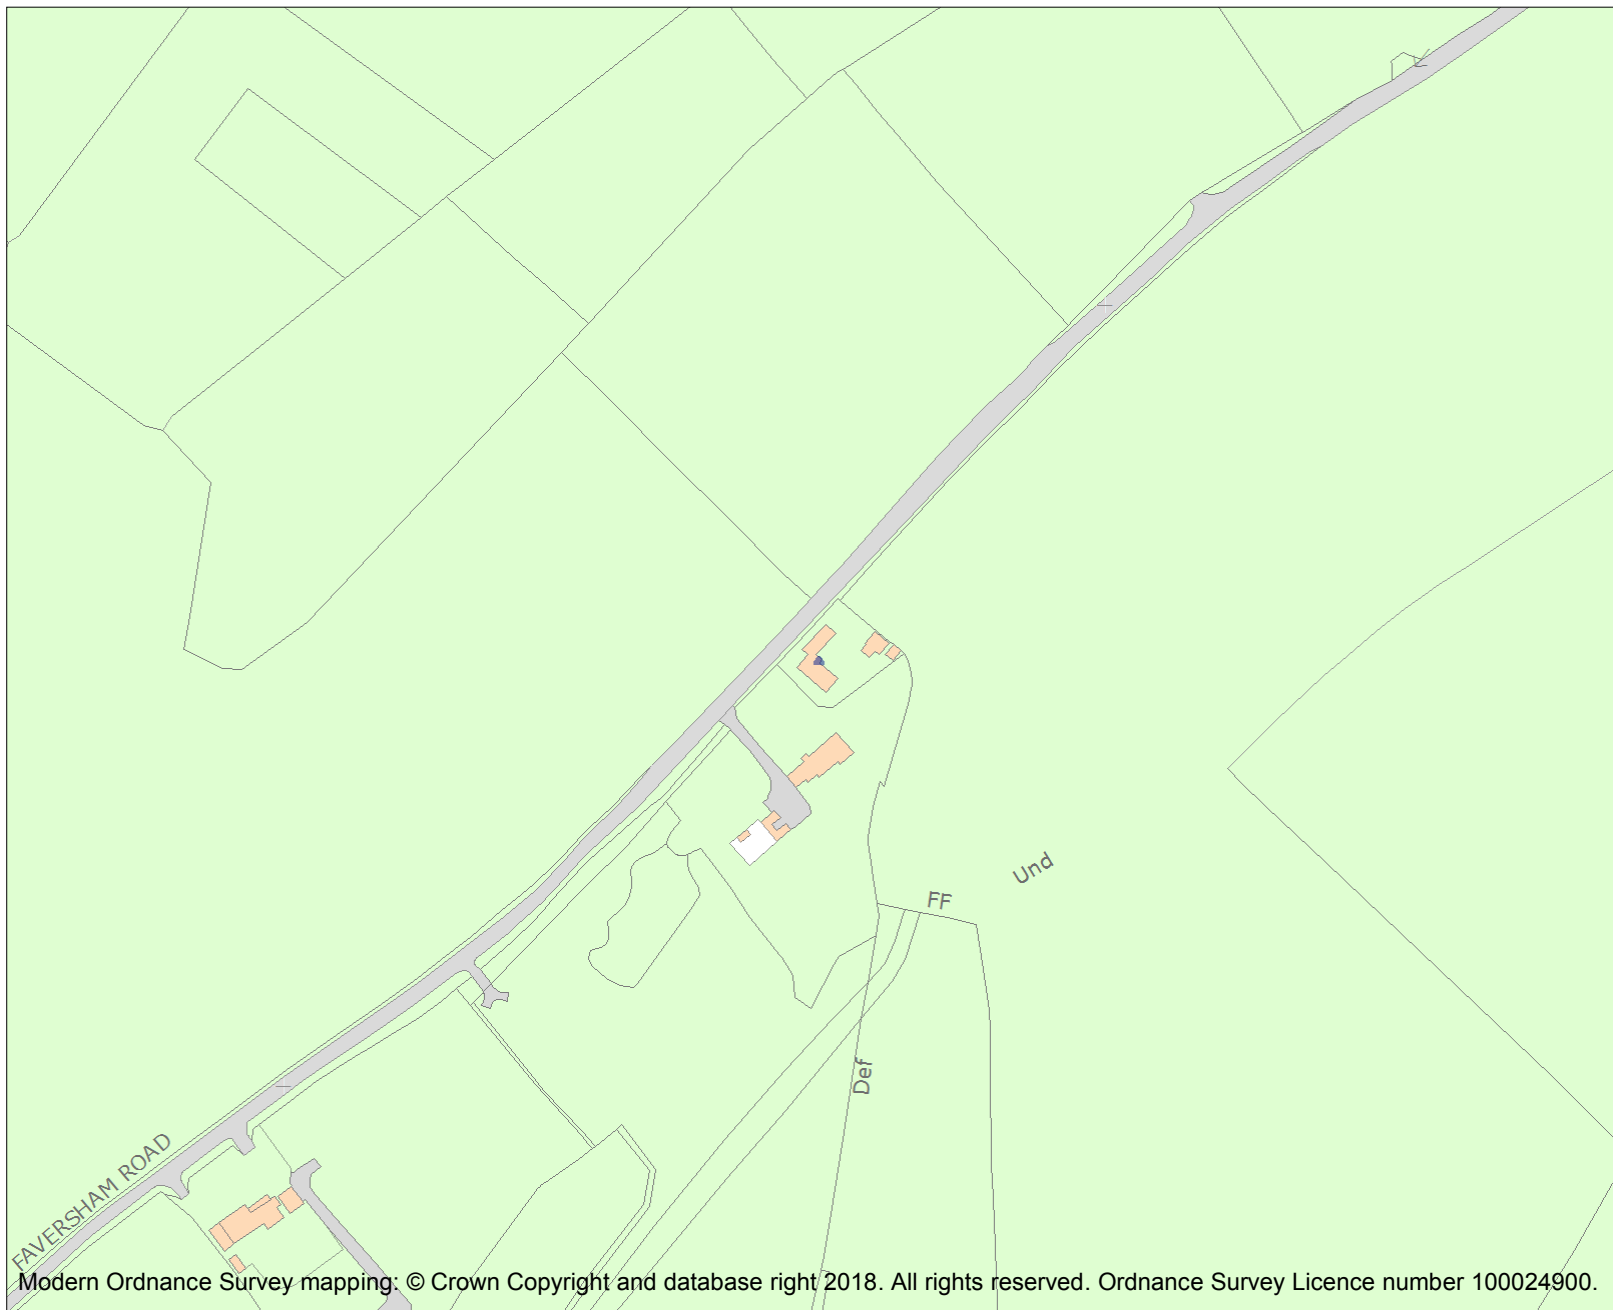 Und
FF
Def
FAVERSHAM ROAD
Modern Ordnance Survey mapping: © Crown Copyright and database right 2018. All rights reserved. Ordnance Survey Licence number 100024900.